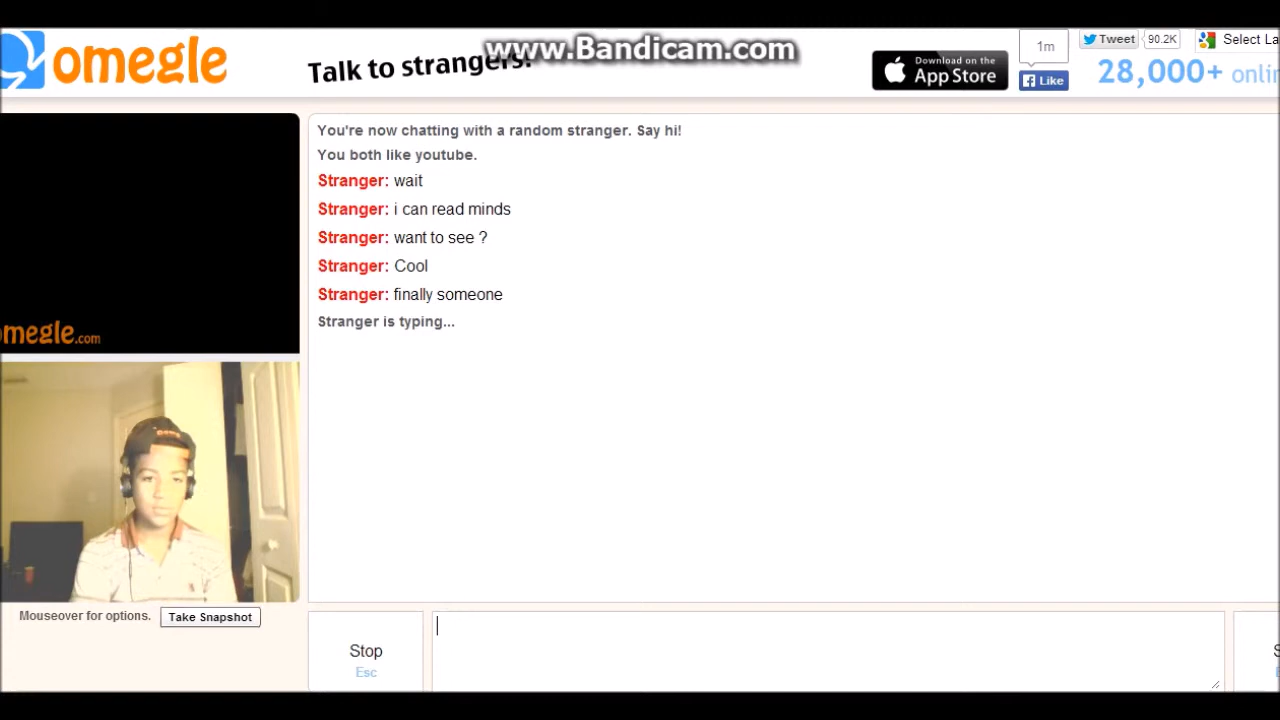 www.Bandicam.com
omegle
Talk to strangers!
Download on the
App Store
1m
Like
Tweet
90.2K
Select
28,000+
You're now chatting with a random stranger. Say hi!
You both like youtube.
Stranger: wait
Stranger: i can read minds
Stranger: want to see ?
Stranger: Cool
Stranger: finally someone
Stranger is typing...
omegle.com
Mouseover for options.
Take Snapshot
Stop
Esc